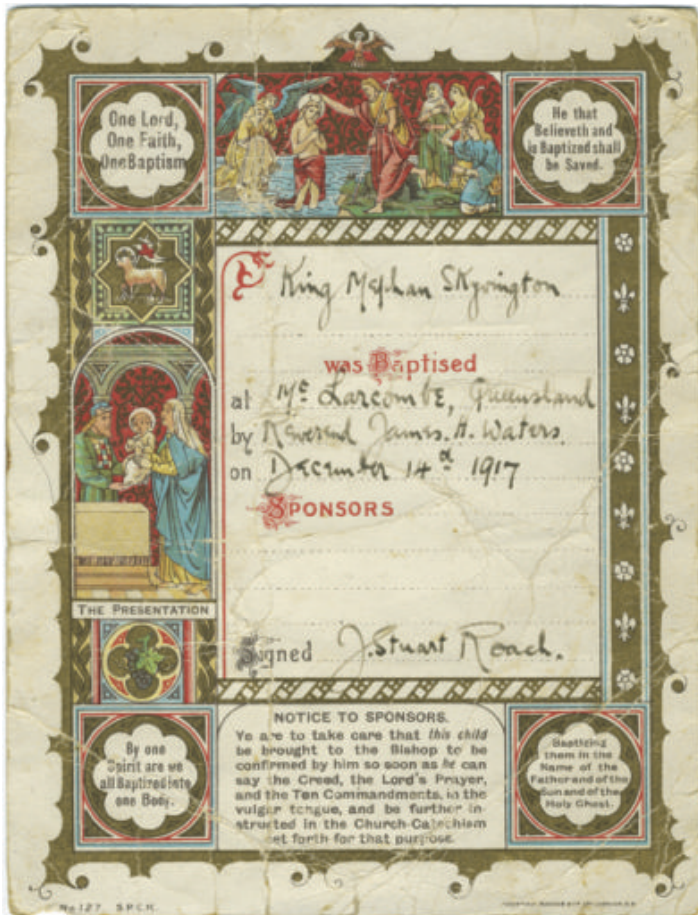 One Lord,
One Faith,
One Baptism
He that
Believeth and
is Baptized shall
be Saved.
King Mephan Skyrington
was Baptised
at Mt Larcombe, Queensland
by Reverend James. A. Waters.
on December 14th 1917
SPONSORS
THE PRESENTATION
Signed J. Stuart Roach.
By one
Spirit are we
all Baptized into
one Body.
NOTICE TO SPONSORS.
Ye are to take care that this child
be brought to the Bishop to be
confirmed by him so soon as he can
say the Creed, the Lord's Prayer,
and the Ten Commandments, in the
vulgar tongue, and be further in-
structed in the Church-Catechism
set forth for that purpose.
Baptizing
them in the
Name of the
Father and of the
Son and of the
Holy Ghost.
No 127 S.P.C.K.